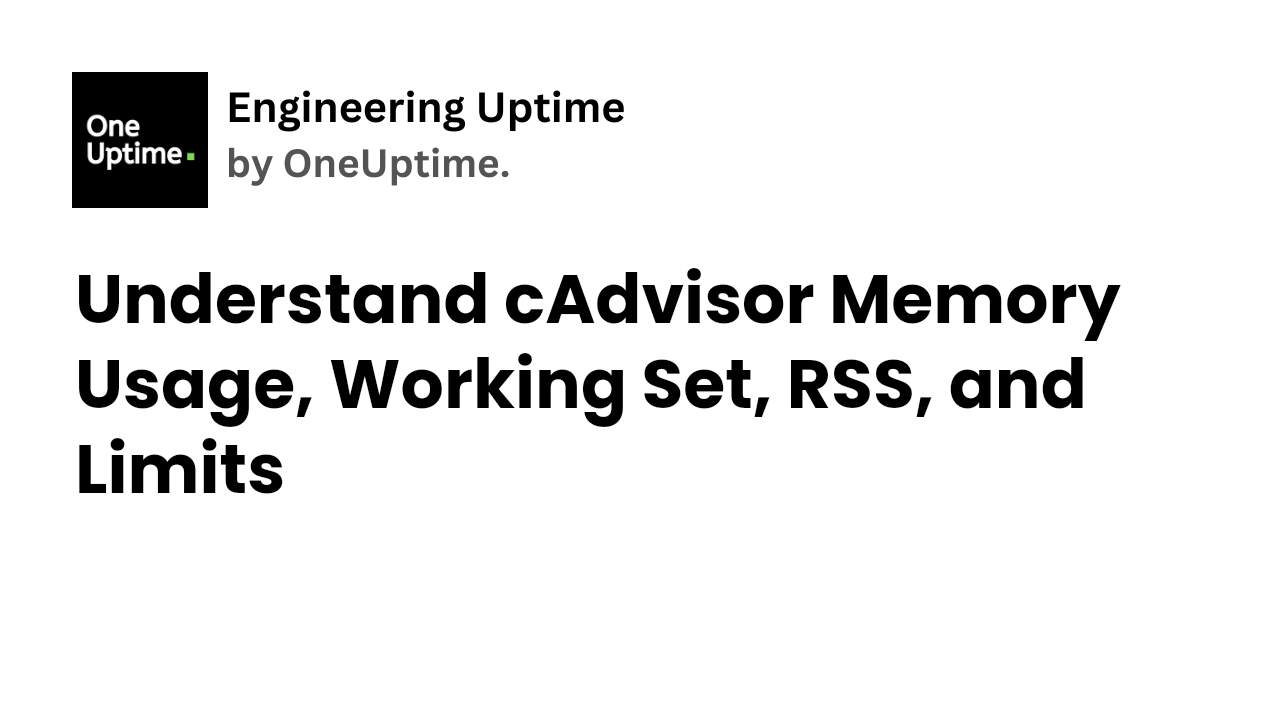 One
Uptime.
Engineering Uptime
by OneUptime.
Understand cAdvisor Memory
Usage, Working Set, RSS, and
Limits